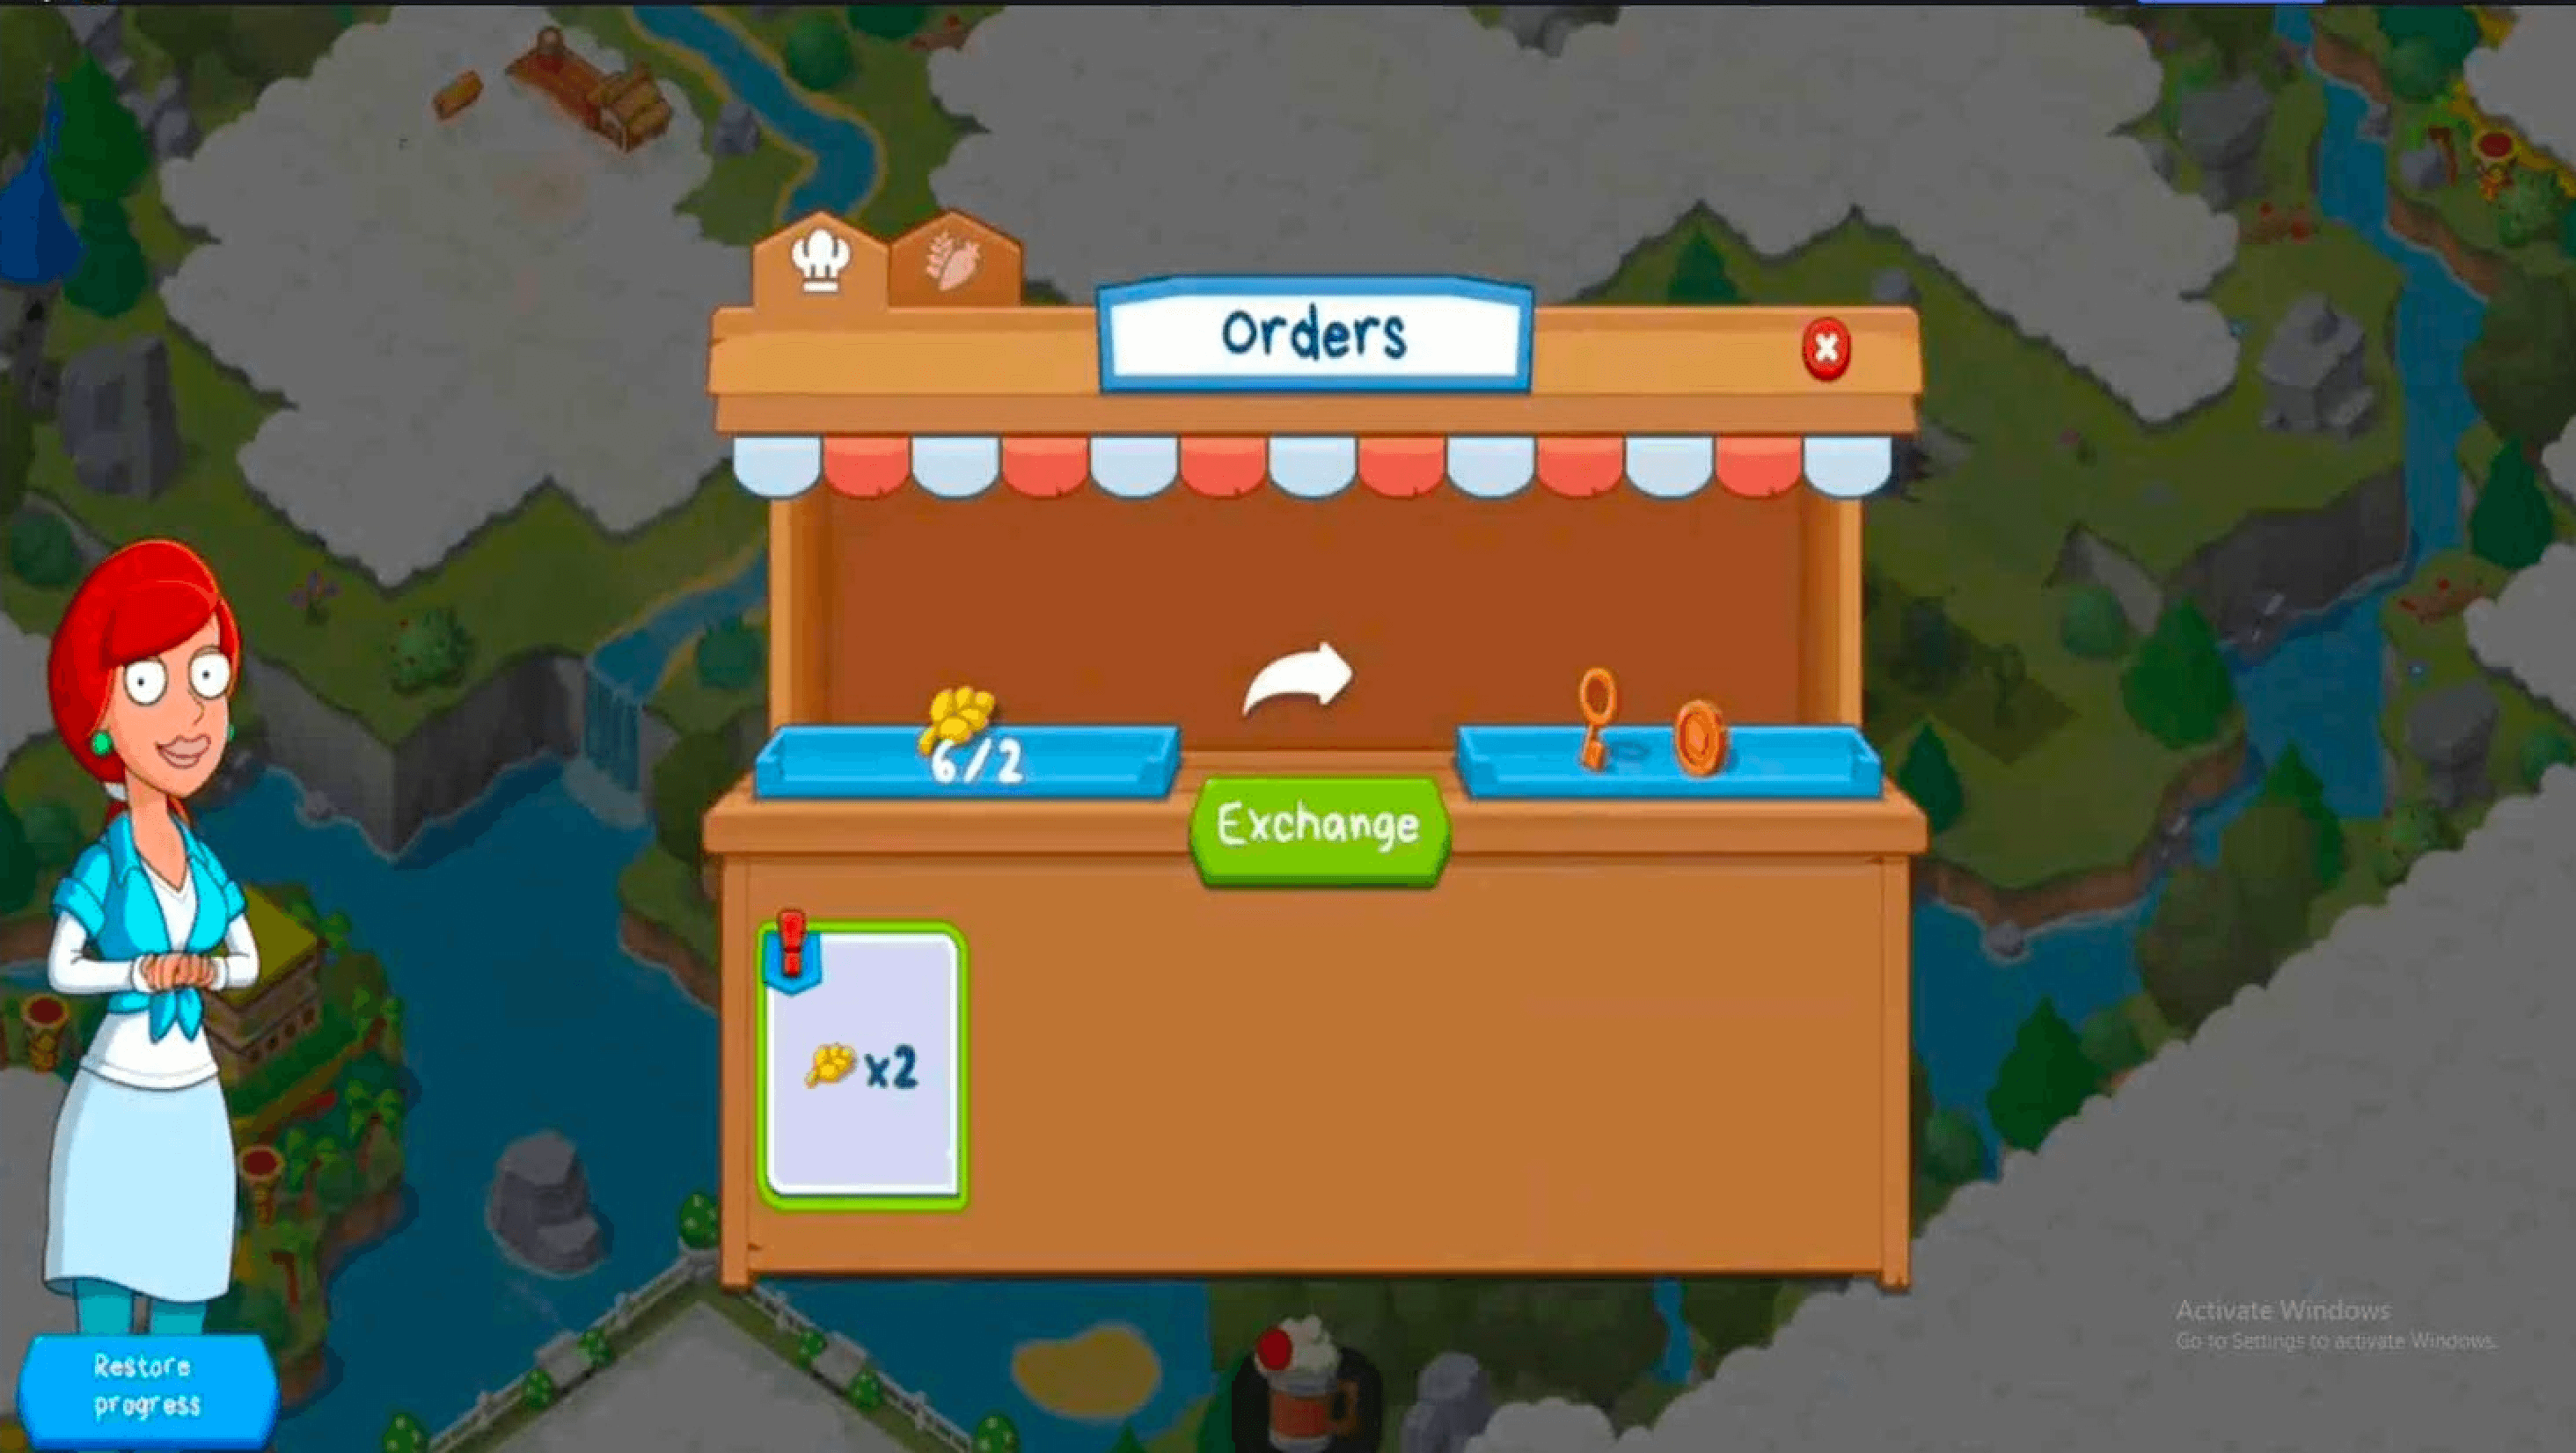 Orders
6/2
Exchange
x2
Restore
progress
Activate Windows
Go to Settings to activate Windows.